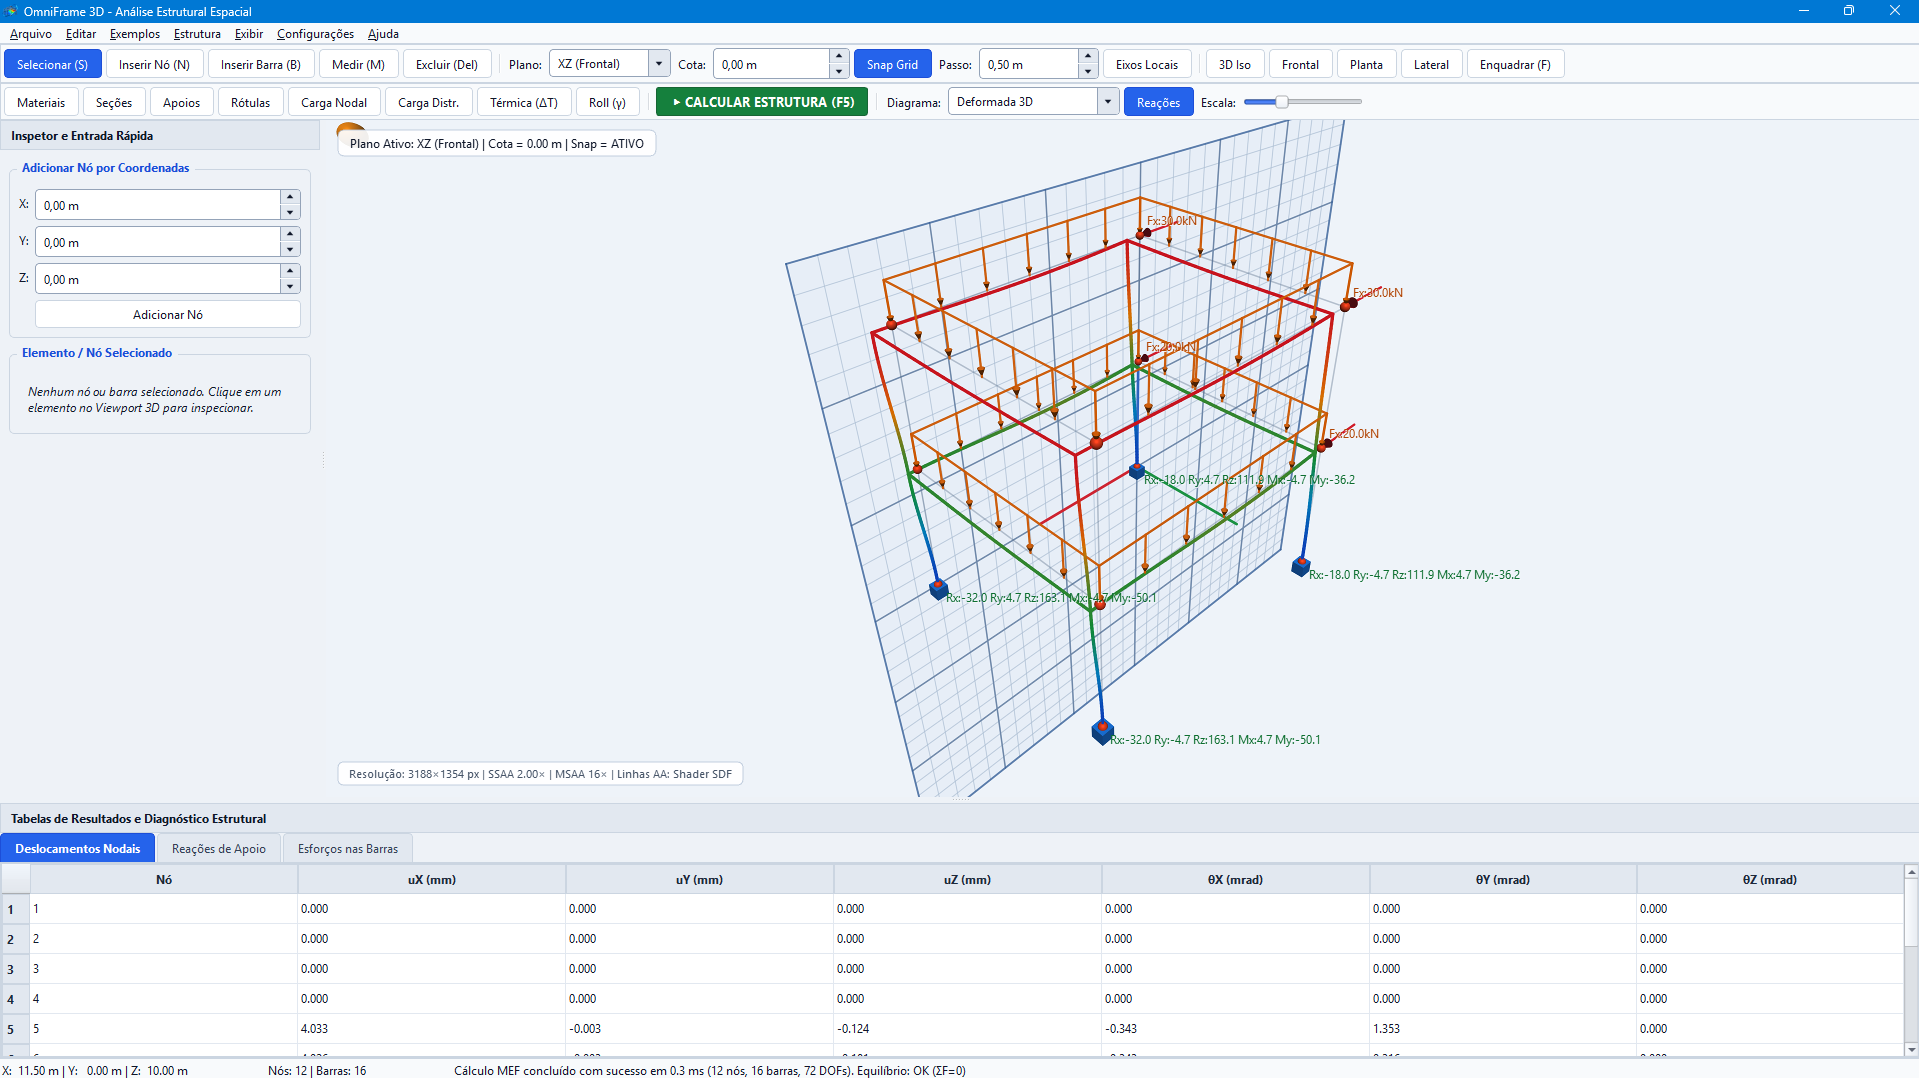 OmniFrame 3D - Análise Estrutural Espacial
Arquivo Editar Exemplos Estrutura Exibir Configurações Ajuda
Selecionar (S) Inserir Nó (N) Inserir Barra (B) Medir (M) Excluir (Del) Plano: XZ (Frontal) Cota: 0,00 m Snap Grid Passo: 0,50 m Eixos Locais 3D Iso Frontal Planta Lateral Enquadrar (F)
Materiais Seções Apoios Rótulas Carga Nodal Carga Distr. Térmica (ΔT) Roll (γ) ▸ CALCULAR ESTRUTURA (F5) Diagrama: Deformada 3D Reações Escala:
Inspetor e Entrada Rápida
Adicionar Nó por Coordenadas
X: 0,00 m
Y: 0,00 m
Z: 0,00 m
Adicionar Nó
Elemento / Nó Selecionado
Nenhum nó ou barra selecionado. Clique em um
elemento no Viewport 3D para inspecionar.
Plano Ativo: XZ (Frontal) | Cota = 0.00 m | Snap = ATIVO
Fx:30.0kN
Fx:30.0kN
Fx:20.0kN
Fx:20.0kN
Rx:-18.0 Ry:4.7 Rz:111.9 Mx:-4.7 My:-36.2
Rx:-18.0 Ry:-4.7 Rz:111.9 Mx:4.7 My:-36.2
Rx:-32.0 Ry:4.7 Rz:163.1 Mx:-4.7 My:-50.1
Rx:-32.0 Ry:-4.7 Rz:163.1 Mx:4.7 My:-50.1
Resolução: 3188×1354 px | SSAA 2.00× | MSAA 16× | Linhas AA: Shader SDF
Tabelas de Resultados e Diagnóstico Estrutural
Deslocamentos Nodais Reações de Apoio Esforços nas Barras
Nó uX (mm) uY (mm) uZ (mm) θX (mrad) θY (mrad) θZ (mrad)
1 1 0.000 0.000 0.000 0.000 0.000 0.000
2 2 0.000 0.000 0.000 0.000 0.000 0.000
3 3 0.000 0.000 0.000 0.000 0.000 0.000
4 4 0.000 0.000 0.000 0.000 0.000 0.000
5 5 4.033 -0.003 -0.124 -0.343 1.353 0.000
X: 11.50 m | Y: 0.00 m | Z: 10.00 m Nós: 12 | Barras: 16 Cálculo MEF concluído com sucesso em 0.3 ms (12 nós, 16 barras, 72 DOFs). Equilíbrio: OK (ΣF=0)